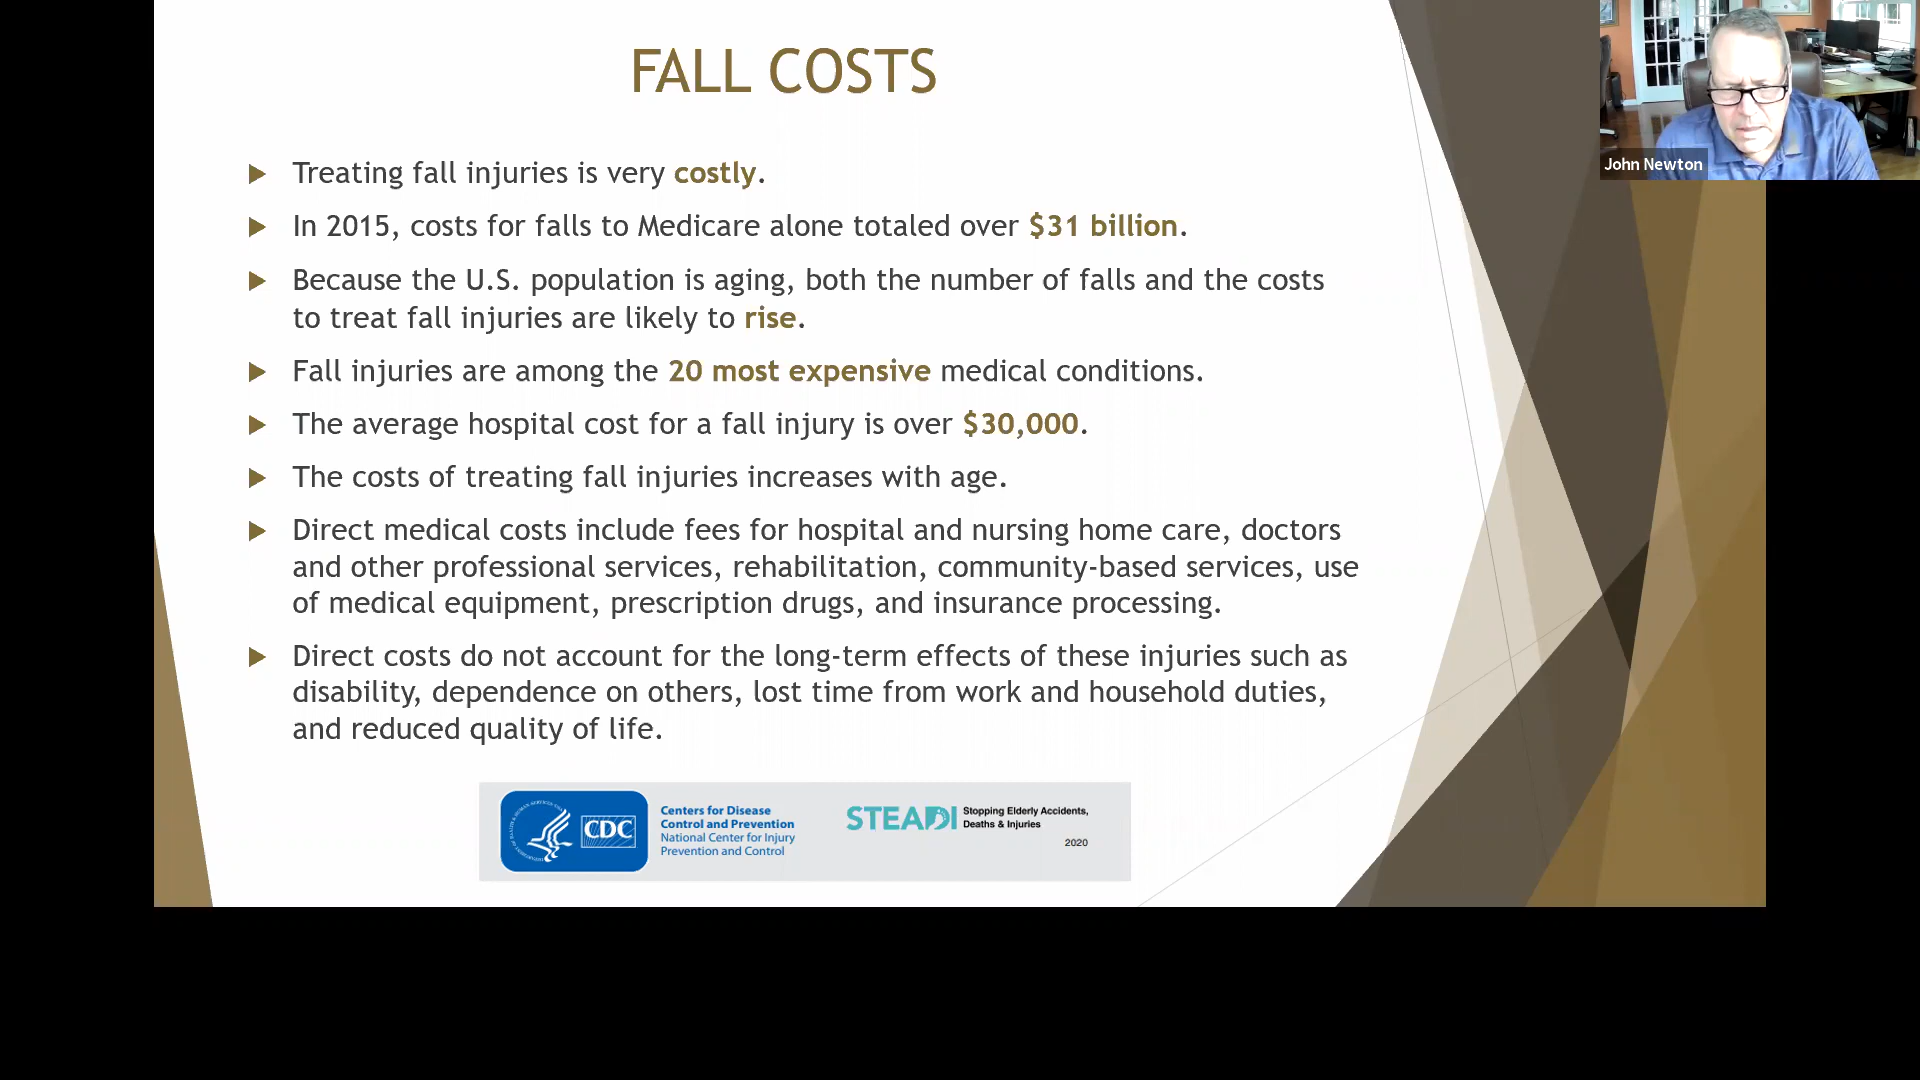 FALL COSTS
Treating fall injuries is very costly.
In 2015, costs for falls to Medicare alone totaled over $31 billion.
Because the U.S. population is aging, both the number of falls and the costs
to treat fall injuries are likely to rise.
Fall injuries are among the 20 most expensive medical conditions.
The average hospital cost for a fall injury is over $30,000.
The costs of treating fall injuries increases with age.
Direct medical costs include fees for hospital and nursing home care, doctors
and other professional services, rehabilitation, community-based services, use
of medical equipment, prescription drugs, and insurance processing.
Direct costs do not account for the long-term effects of these injuries such as
disability, dependence on others, lost time from work and household duties,
and reduced quality of life.
CDC
Centers for Disease
Control and Prevention
National Center for Injury
Prevention and Control
STEADI
Stopping Elderly Accidents,
Deaths & Injuries
2020
John Newton